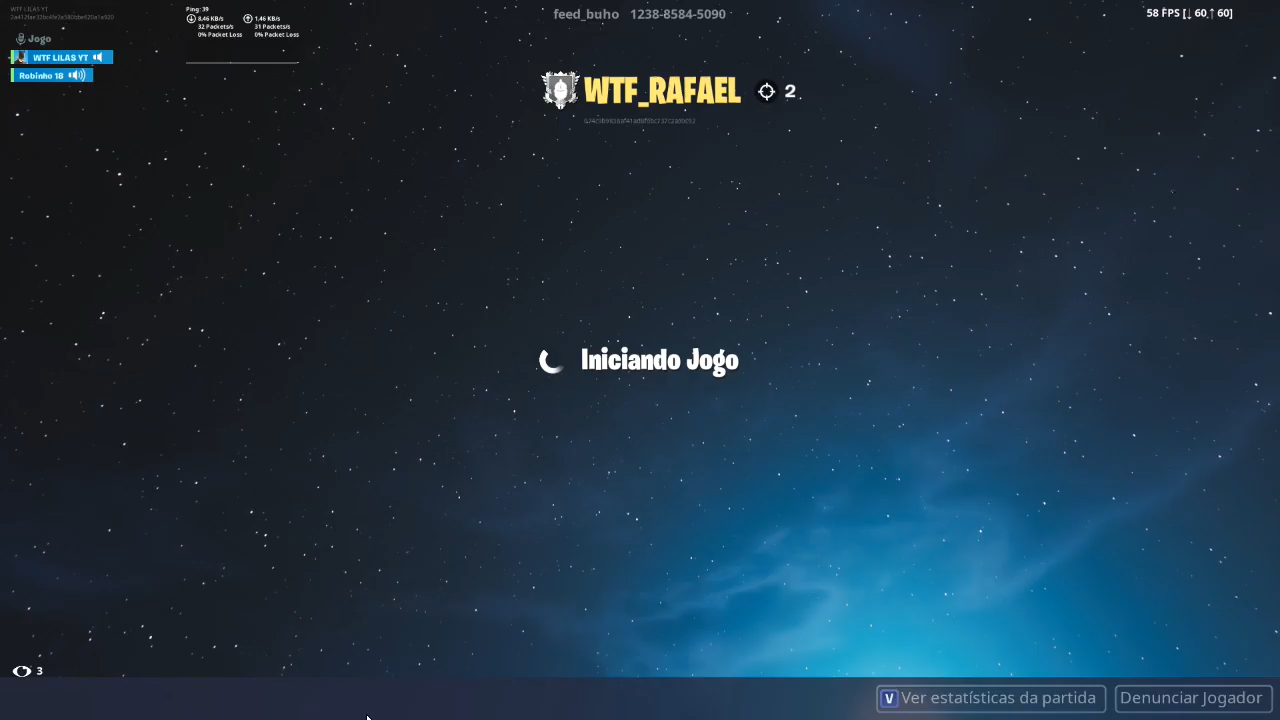 WTF LILAS YT
Ping: 39
8,46 KB/s
1,46 KB/s
32 Packets/s
31 Packets/s
0% Packet Loss
0% Packet Loss
feed_buho 1238-8584-5090
58 FPS [↓ 60 ↑ 60]
Jogo
WTF LILAS YT
Robinho 18
WTF_RAFAEL 2
Iniciando Jogo
3
V Ver estatísticas da partida
Denunciar Jogador